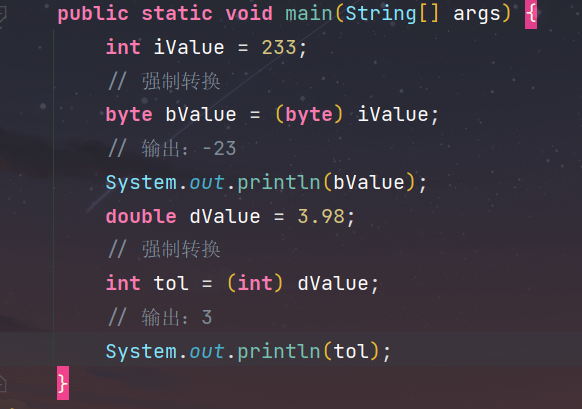 public static void main(String[] args) {
int iValue = 233;
// 强制转换
byte bValue = (byte) iValue;
// 输出：-23
System.out.println(bValue);
double dValue = 3.98;
// 强制转换
int tol = (int) dValue;
// 输出：3
System.out.println(tol);
}